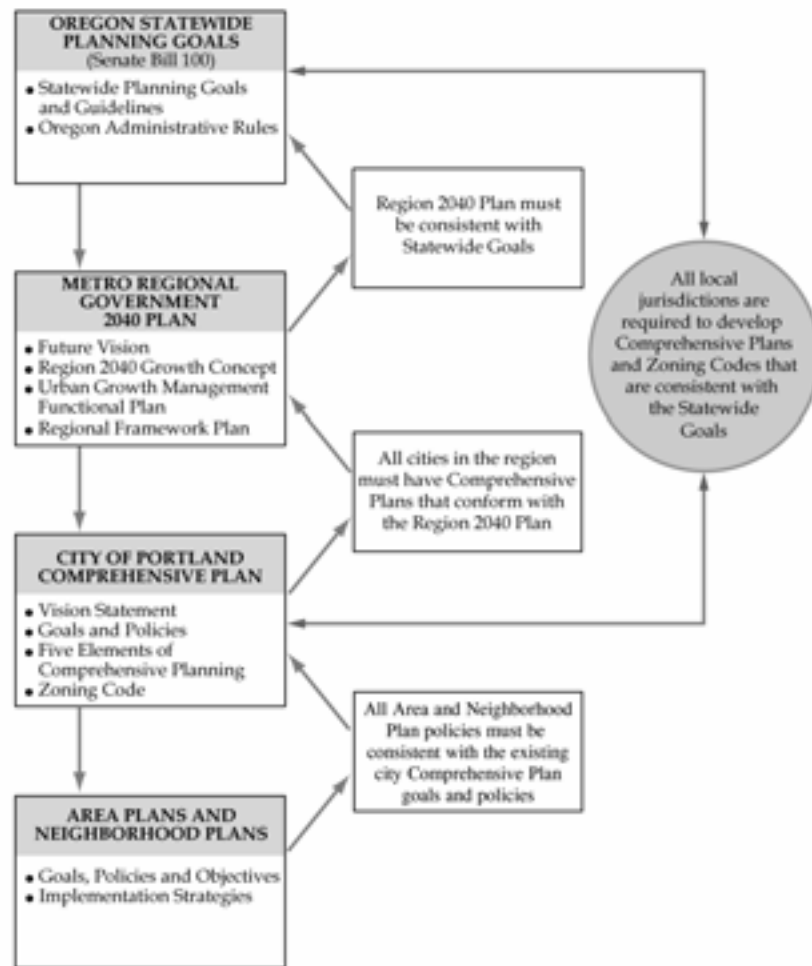 OREGON STATEWIDE
PLANNING GOALS
(Senate Bill 100)
• Statewide Planning Goals
and Guidelines
• Oregon Administrative Rules
Region 2040 Plan must
be consistent with
Statewide Goals
METRO REGIONAL
GOVERNMENT
2040 PLAN
• Future Vision
• Region 2040 Growth Concept
• Urban Growth Management
Functional Plan
• Regional Framework Plan
All local
jurisdictions are
required to develop
Comprehensive Plans
and Zoning Codes that
are consistent with
the Statewide
Goals
All cities in the region
must have Comprehensive
Plans that conform with
the Region 2040 Plan
CITY OF PORTLAND
COMPREHENSIVE PLAN
• Vision Statement
• Goals and Policies
• Five Elements of
Comprehensive Planning
• Zoning Code
All Area and Neighborhood
Plan policies must be
consistent with the existing
city Comprehensive Plan
goals and policies
AREA PLANS AND
NEIGHBORHOOD PLANS
• Goals, Policies and Objectives
• Implementation Strategies